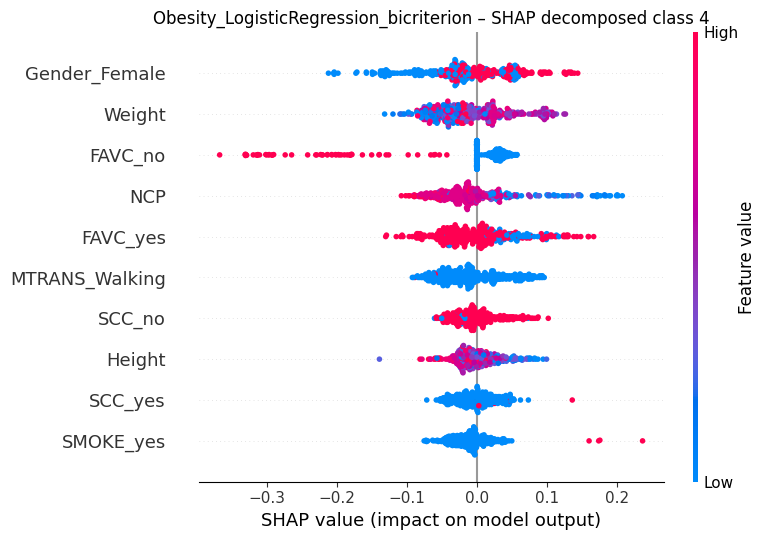 Obesity_LogisticRegression_bicriterion – SHAP decomposed class 4
High
Gender_Female
Weight
FAVC_no
NCP
FAVC_yes
MTRANS_Walking
SCC_no
Height
SCC_yes
SMOKE_yes
Feature value
Low
−0.3 −0.2 −0.1 0.0 0.1 0.2
SHAP value (impact on model output)